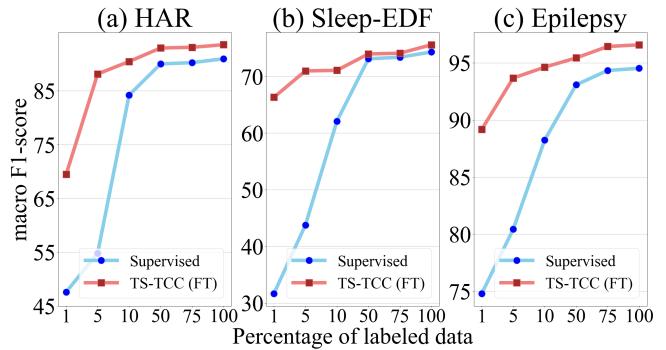 (a) HAR
(b) Sleep-EDF
(c) Epilepsy
macro F1-score
85
75
65
55
45
1 5 10 50 75 100
Supervised
TS-TCC (FT)
70
60
50
40
30
1 5 10 50 75 100
Supervised
TS-TCC (FT)
95
90
85
80
75
1 5 10 50 75 100
Supervised
TS-TCC (FT)
Percentage of labeled data